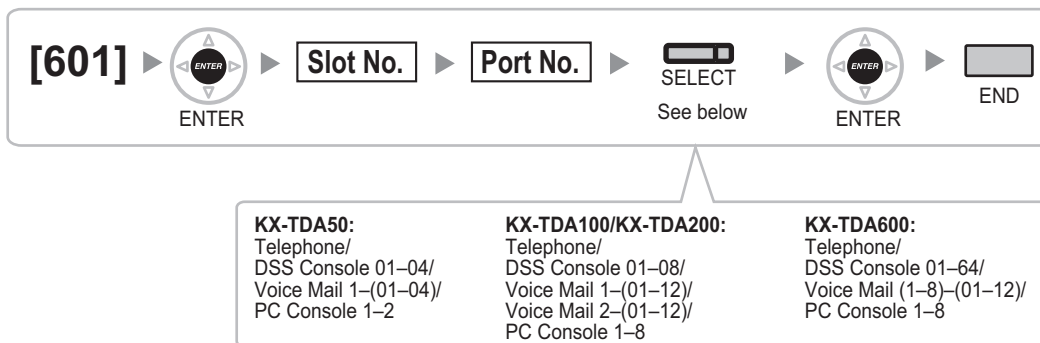 [601] ENTER Slot No. Port No. SELECT ENTER END
ENTER See below ENTER
KX-TDA50:
Telephone/
DSS Console 01–04/
Voice Mail 1–(01–04)/
PC Console 1–2
KX-TDA100/KX-TDA200:
Telephone/
DSS Console 01–08/
Voice Mail 1–(01–12)/
Voice Mail 2–(01–12)/
PC Console 1–8
KX-TDA600:
Telephone/
DSS Console 01–64/
Voice Mail (1–8)–(01–12)/
PC Console 1–8